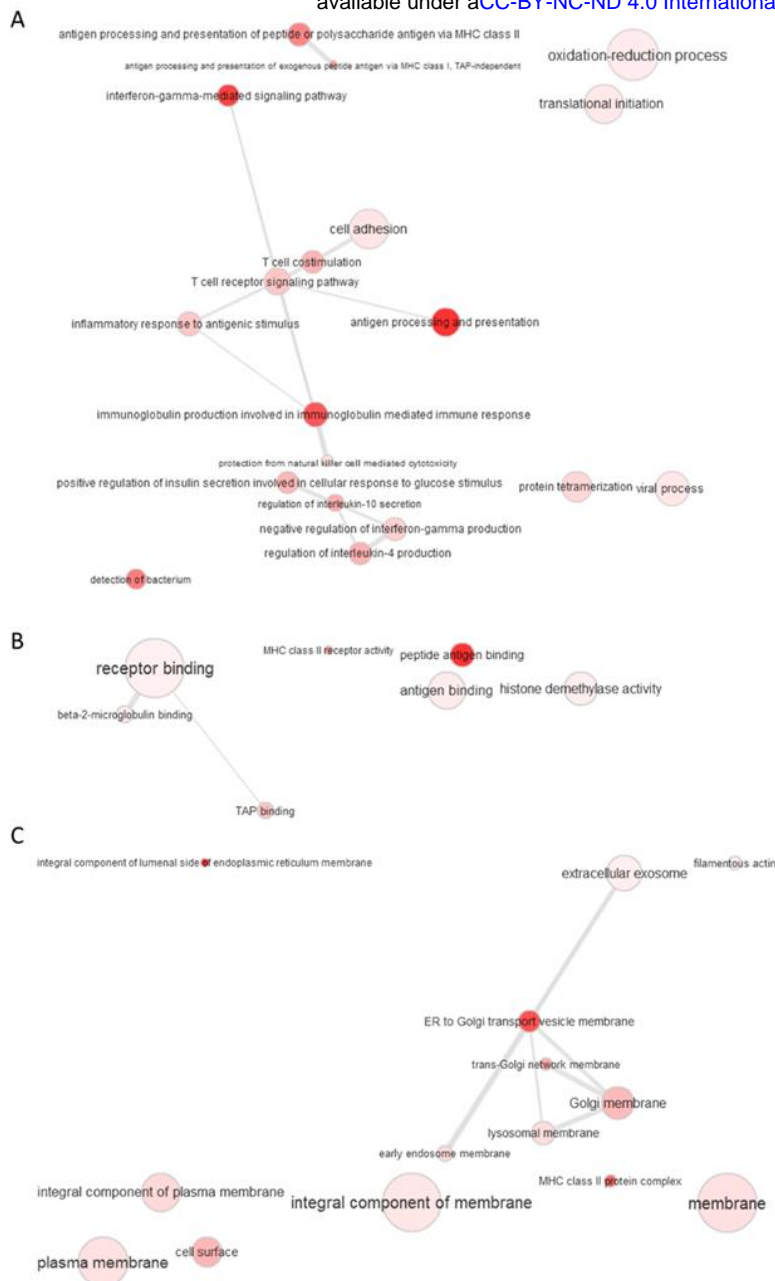 available under aCC-BY-NC-ND 4.0 International
A
antigen processing and presentation of peptide or polysaccharide antigen via MHC class II
oxidation-reduction process
antigen processing and presentation of exogenous peptide antigen via MHC class I, TAP-independent
interferon-gamma-mediated signaling pathway
translational initiation
cell adhesion
T cell costimulation
T cell receptor signaling pathway
inflammatory response to antigenic stimulus
antigen processing and presentation
immunoglobulin production involved in immunoglobulin mediated immune response
protection from natural killer cell mediated cytotoxicity
positive regulation of insulin secretion involved in cellular response to glucose stimulus
protein tetramerization
viral process
regulation of interleukin-10 secretion
negative regulation of interferon-gamma production
regulation of interleukin-4 production
detection of bacterium
B
MHC class II receptor activity
peptide antigen binding
receptor binding
antigen binding
histone demethylase activity
beta-2-microglobulin binding
TAP binding
C
integral component of lumenal side of endoplasmic reticulum membrane
filamentous actin
extracellular exosome
ER to Golgi transport vesicle membrane
trans-Golgi network membrane
Golgi membrane
lysosomal membrane
early endosome membrane
MHC class II protein complex
integral component of plasma membrane
integral component of membrane
membrane
cell surface
plasma membrane